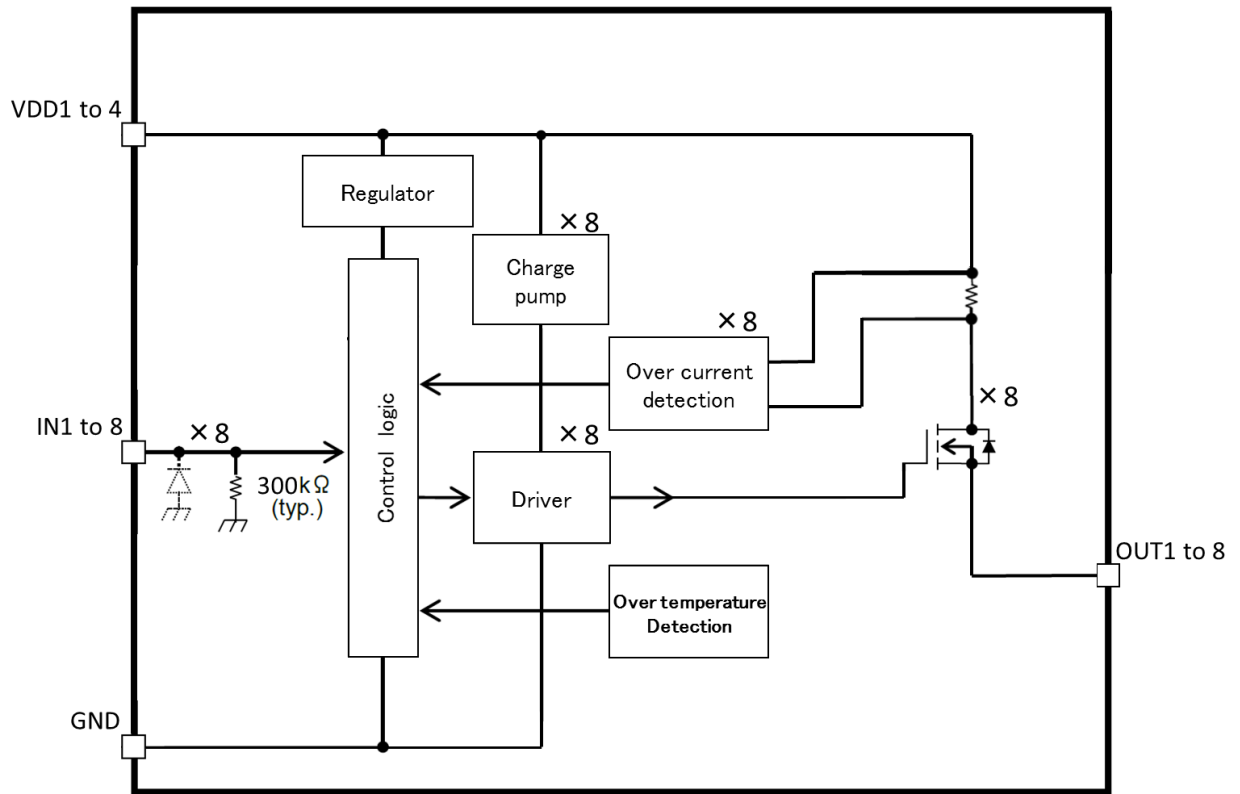 VDD1 to 4
Regulator
× 8
Charge
pump
× 8
Over current
detection
× 8
IN1 to 8
× 8
300kΩ
(typ.)
Control logic
× 8
Driver
OUT1 to 8
Over temperature
Detection
GND